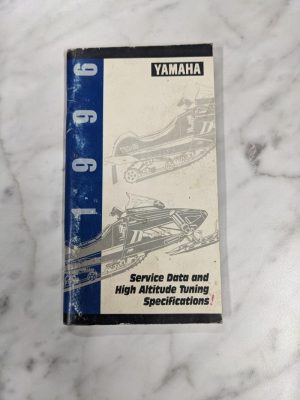 1996
YAMAHA
Service Data and
High Altitude Tuning
Specifications!